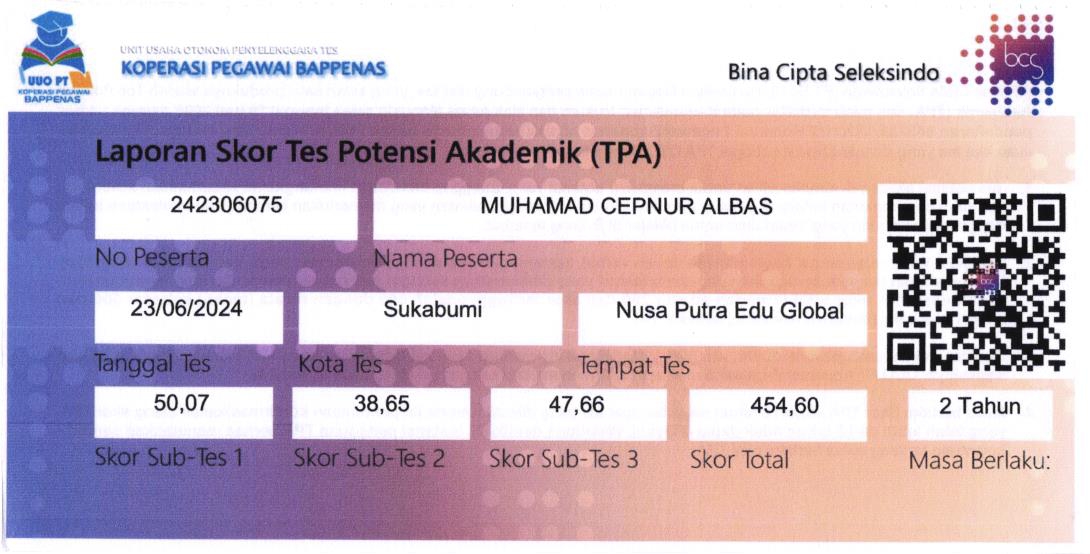 UUO PT
KOPERASI PEGAWAI
BAPPENAS
UNIT USAHA OTONOM PENYELENGGARA TES
KOPERASI PEGAWAI BAPPENAS
Bina Cipta Seleksindo
bcs
Laporan Skor Tes Potensi Akademik (TPA)
242306075 MUHAMAD CEPNUR ALBAS
No Peserta Nama Peserta
23/06/2024 Sukabumi Nusa Putra Edu Global
Tanggal Tes Kota Tes Tempat Tes
50,07 38,65 47,66 454,60 2 Tahun
Skor Sub-Tes 1 Skor Sub-Tes 2 Skor Sub-Tes 3 Skor Total Masa Berlaku: